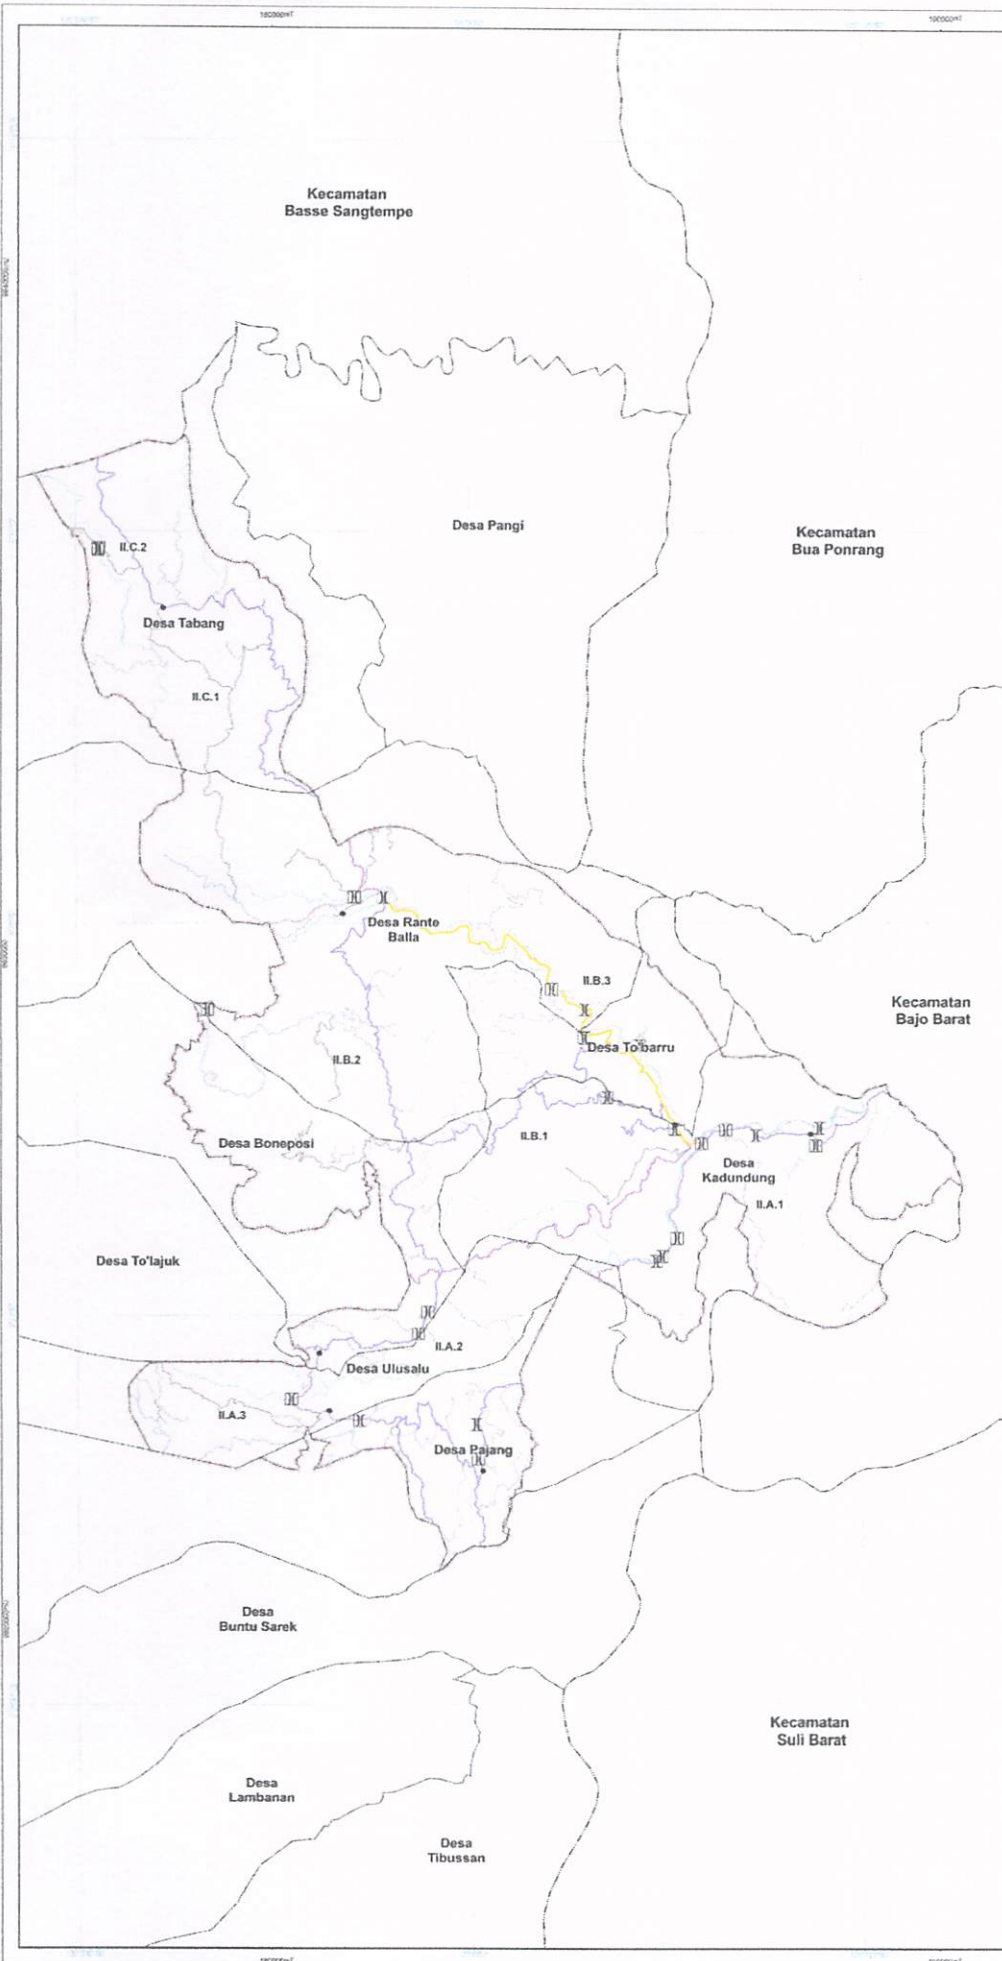 180000mT
190000mT
Kecamatan
Basse Sangtempe
Desa Pangi
Kecamatan
Bua Ponrang
II.C.2
Desa Tabang
II.C.1
Desa Rante
Balla
II.B.3
Kecamatan
Bajo Barat
Desa To'barru
II.B.2
II.B.1
Desa Boneposi
Desa
Kadundung
II.A.1
Desa To'lajuk
II.A.2
Desa Ulusalu
II.A.3
Desa Pajang
Desa
Buntu Sarek
Kecamatan
Suli Barat
Desa
Lambanan
Desa
Tibussan